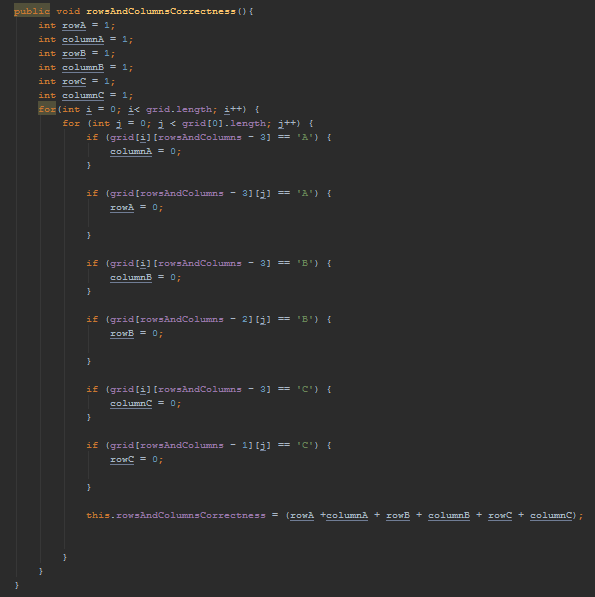 public void rowsAndColumnsCorrectness(){
int rowA = 1;
int columnA = 1;
int rowB = 1;
int columnB = 1;
int rowC = 1;
int columnC = 1;
for(int i = 0; i< grid.length; i++) {
for (int j = 0; j < grid[0].length; j++) {
if (grid[i][rowsAndColumns - 3] == 'A') {
columnA = 0;
}
if (grid[rowsAndColumns - 3][j] == 'A') {
rowA = 0;
}
if (grid[i][rowsAndColumns - 3] == 'B') {
columnB = 0;
}
if (grid[rowsAndColumns - 2][j] == 'B') {
rowB = 0;
}
if (grid[i][rowsAndColumns - 3] == 'C') {
columnC = 0;
}
if (grid[rowsAndColumns - 1][j] == 'C') {
rowC = 0;
}
this.rowsAndColumnsCorrectness = (rowA +columnA + rowB + columnB + rowC + columnC);
}
}
}